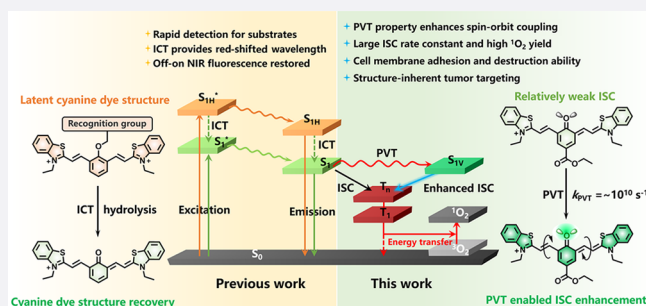 Rapid detection for substrates
ICT provides red-shifted wavelength
Off-on NIR fluorescence restored
PVT property enhances spin-orbit coupling
Large ISC rate constant and high ¹O₂ yield
Cell membrane adhesion and destruction ability
Structure-inherent tumor targeting
Latent cyanine dye structure
Recognition group
S
S
N
N
O
ICT hydrolysis
S
S
N
N
O
Cyanine dye structure recovery
S₁H*
ICT
S₁*
S₁H
ICT
S₁
Excitation
Emission
S₀
Previous work
PVT
S₁V
ISC
Tₙ
Enhanced ISC
T₁
¹O₂
Energy transfer
³O₂
This work
Relatively weak ISC
S
S
N
N
O
O
O
PVT
kPVT = ~10¹⁰ s⁻¹
S
S
N
N
O
O
O
PVT enabled ISC enhancement